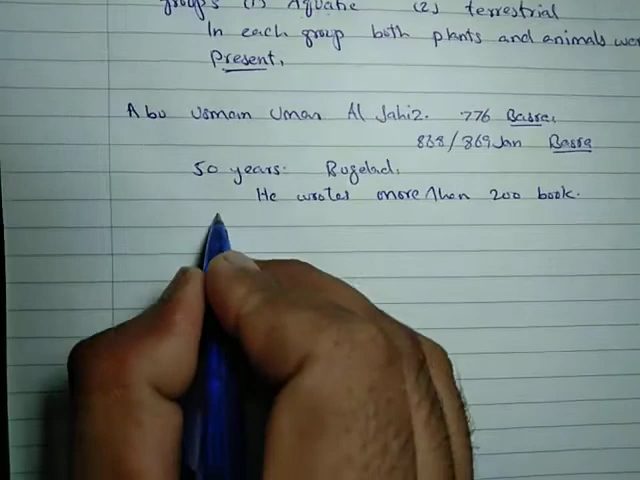 groups (1) Aquatic (2) terrestrial
In each group both plants and animals wer
Present.
Abu Usman Umar Al Jahiz. 776 Basra.
868/869 Jan Basra
50 years. Bagdad.
He wrotes more than 200 book.